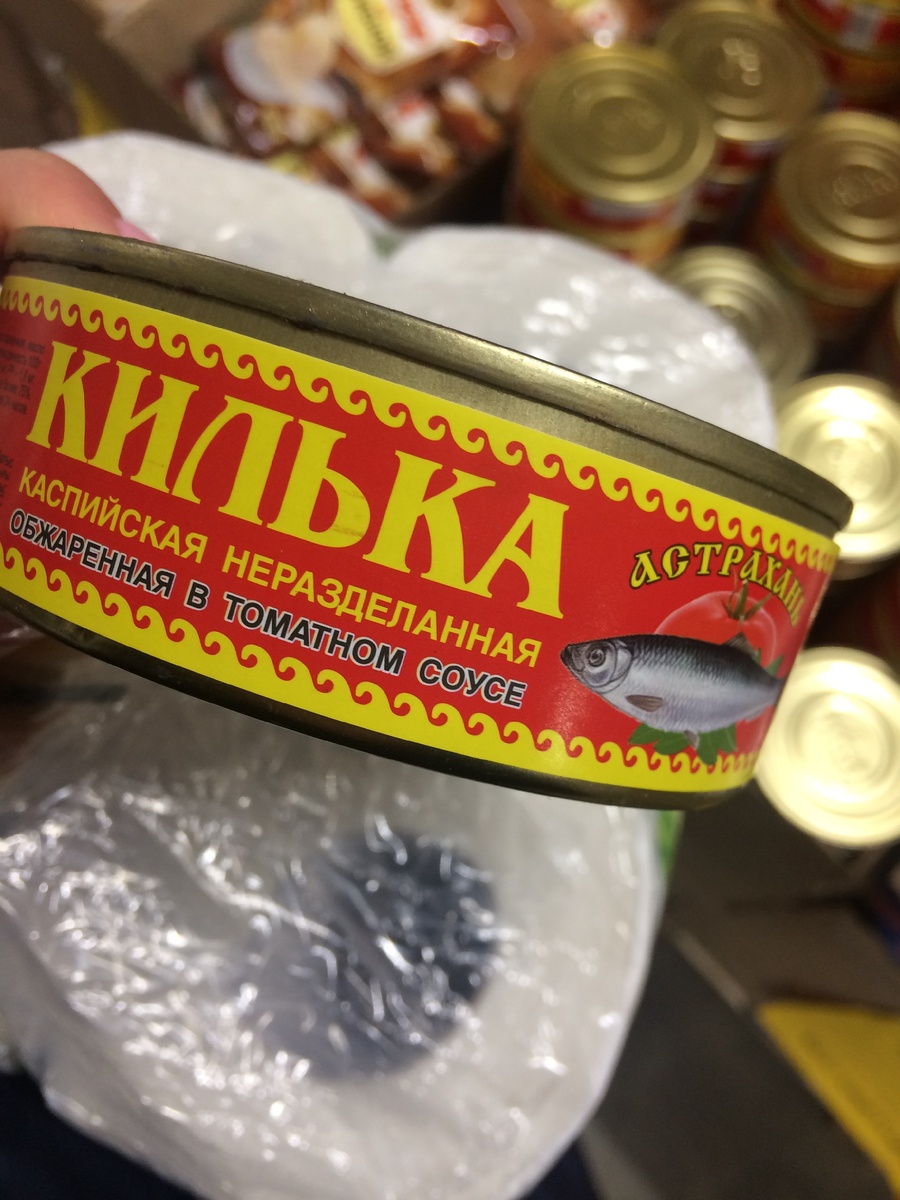 КИЛЬКА
КАСПИЙСКАЯ НЕРАЗДЕЛАННАЯ
ОБЖАРЕННАЯ В ТОМАТНОМ СОУСЕ
АСТРАХАНЬ